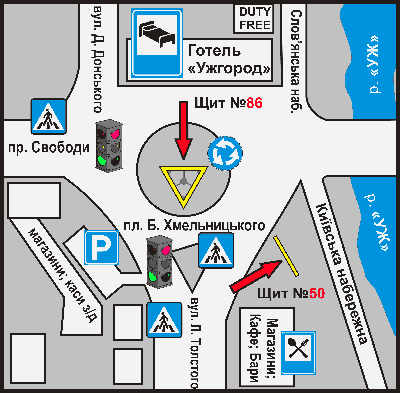 DUTY
FREE
вул. Д. Донського
Готель
«Ужгород»
Слов'янська наб.
р. «УЖ»
Щит №86
пр. Свободи
р. «УЖ»
пл. Б. Хмельницького
P
магазини; каси з/д
Київська набережна
Щит №50
вул. Л. Толстого
Магазини;
Кафе; Бари